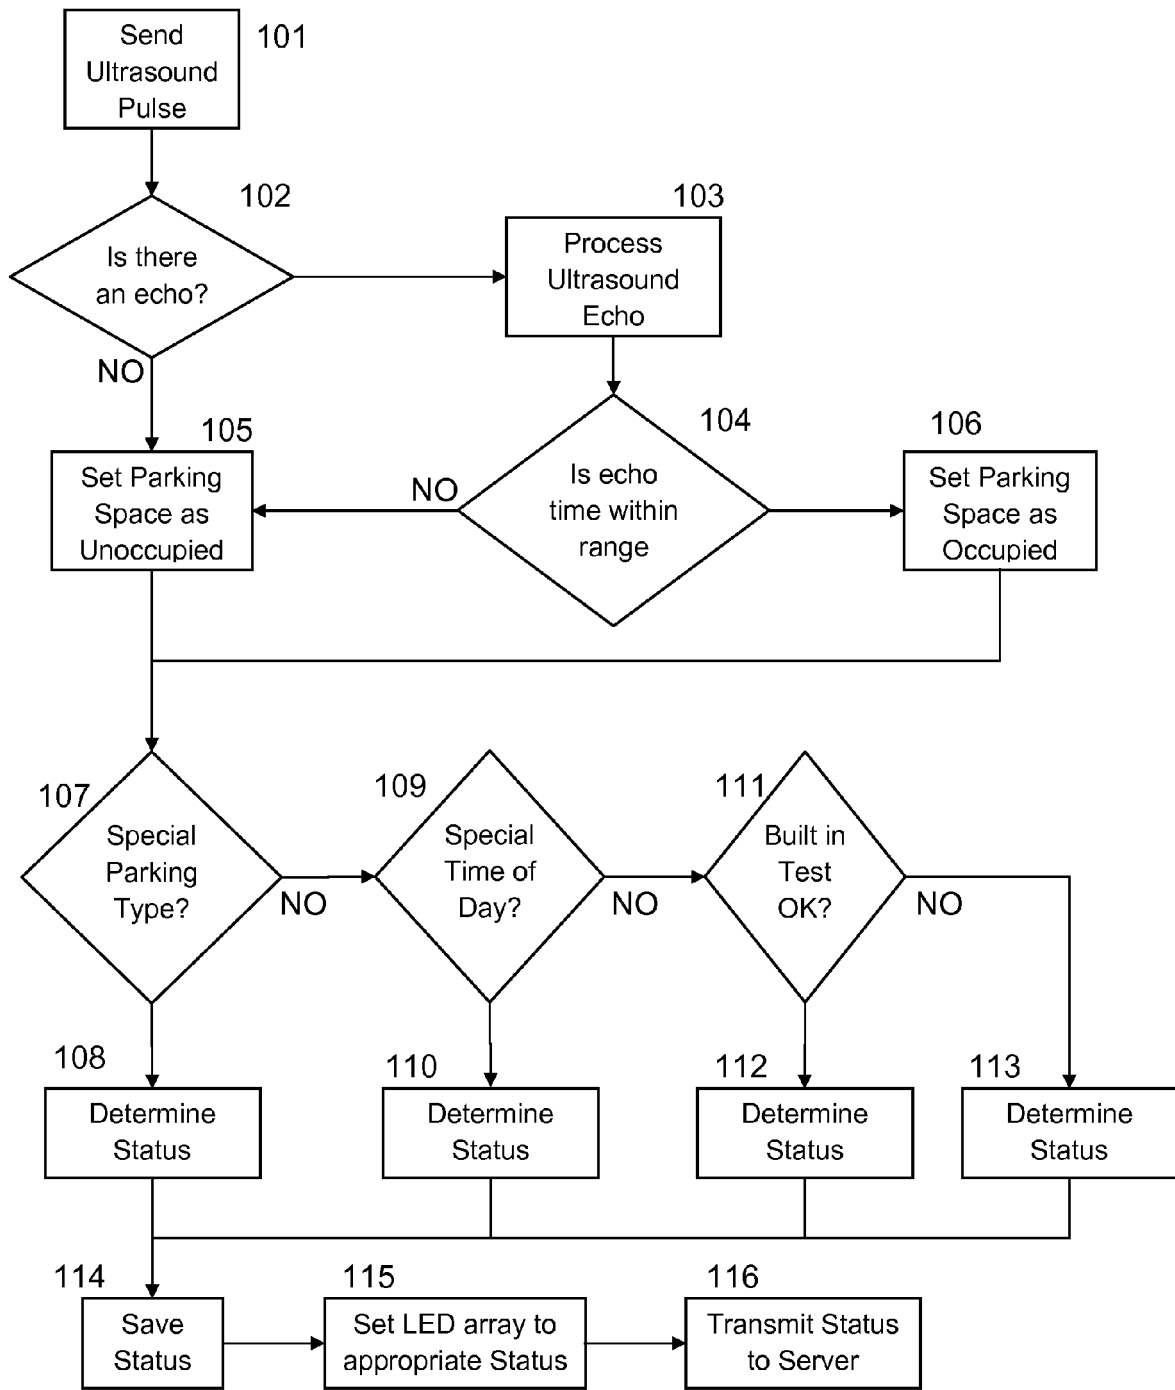 Send
Ultrasound
Pulse
101
102
Is there
an echo?
NO
103
Process
Ultrasound
Echo
104
Is echo
time within
range
NO
105
Set Parking
Space as
Unoccupied
106
Set Parking
Space as
Occupied
107
Special
Parking
Type?
NO
109
Special
Time of
Day?
NO
111
Built in
Test
OK?
NO
108
Determine
Status
110
Determine
Status
112
Determine
Status
113
Determine
Status
114
Save
Status
115
Set LED array to
appropriate Status
116
Transmit Status
to Server